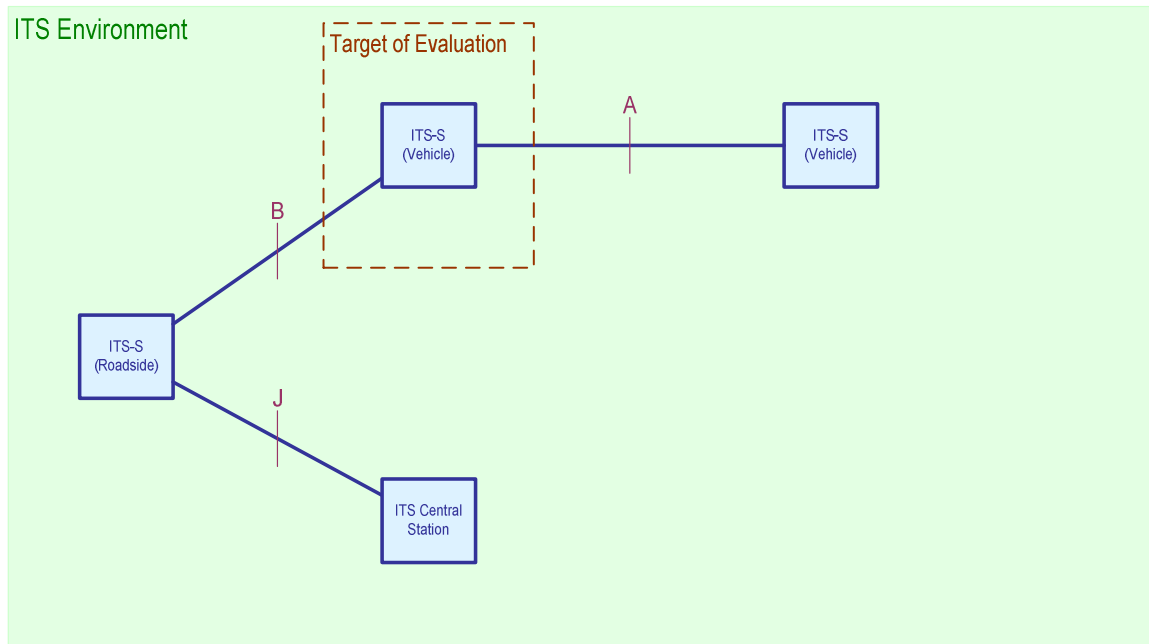 ITS Environment
Target of Evaluation
A
ITS-S
(Vehicle)
ITS-S
(Vehicle)
B
ITS-S
(Roadside)
J
ITS Central
Station